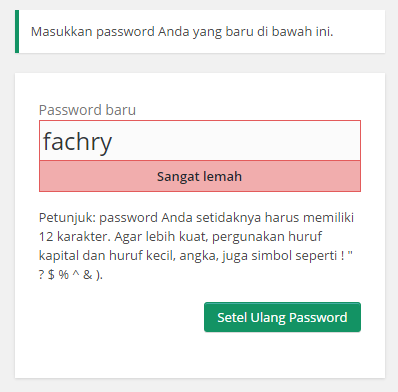 Masukkan password Anda yang baru di bawah ini.
Password baru
fachry
Sangat lemah
Petunjuk: password Anda setidaknya harus memiliki
12 karakter. Agar lebih kuat, pergunakan huruf
kapital dan huruf kecil, angka, juga simbol seperti ! "
? $ % ^ & ).
Setel Ulang Password